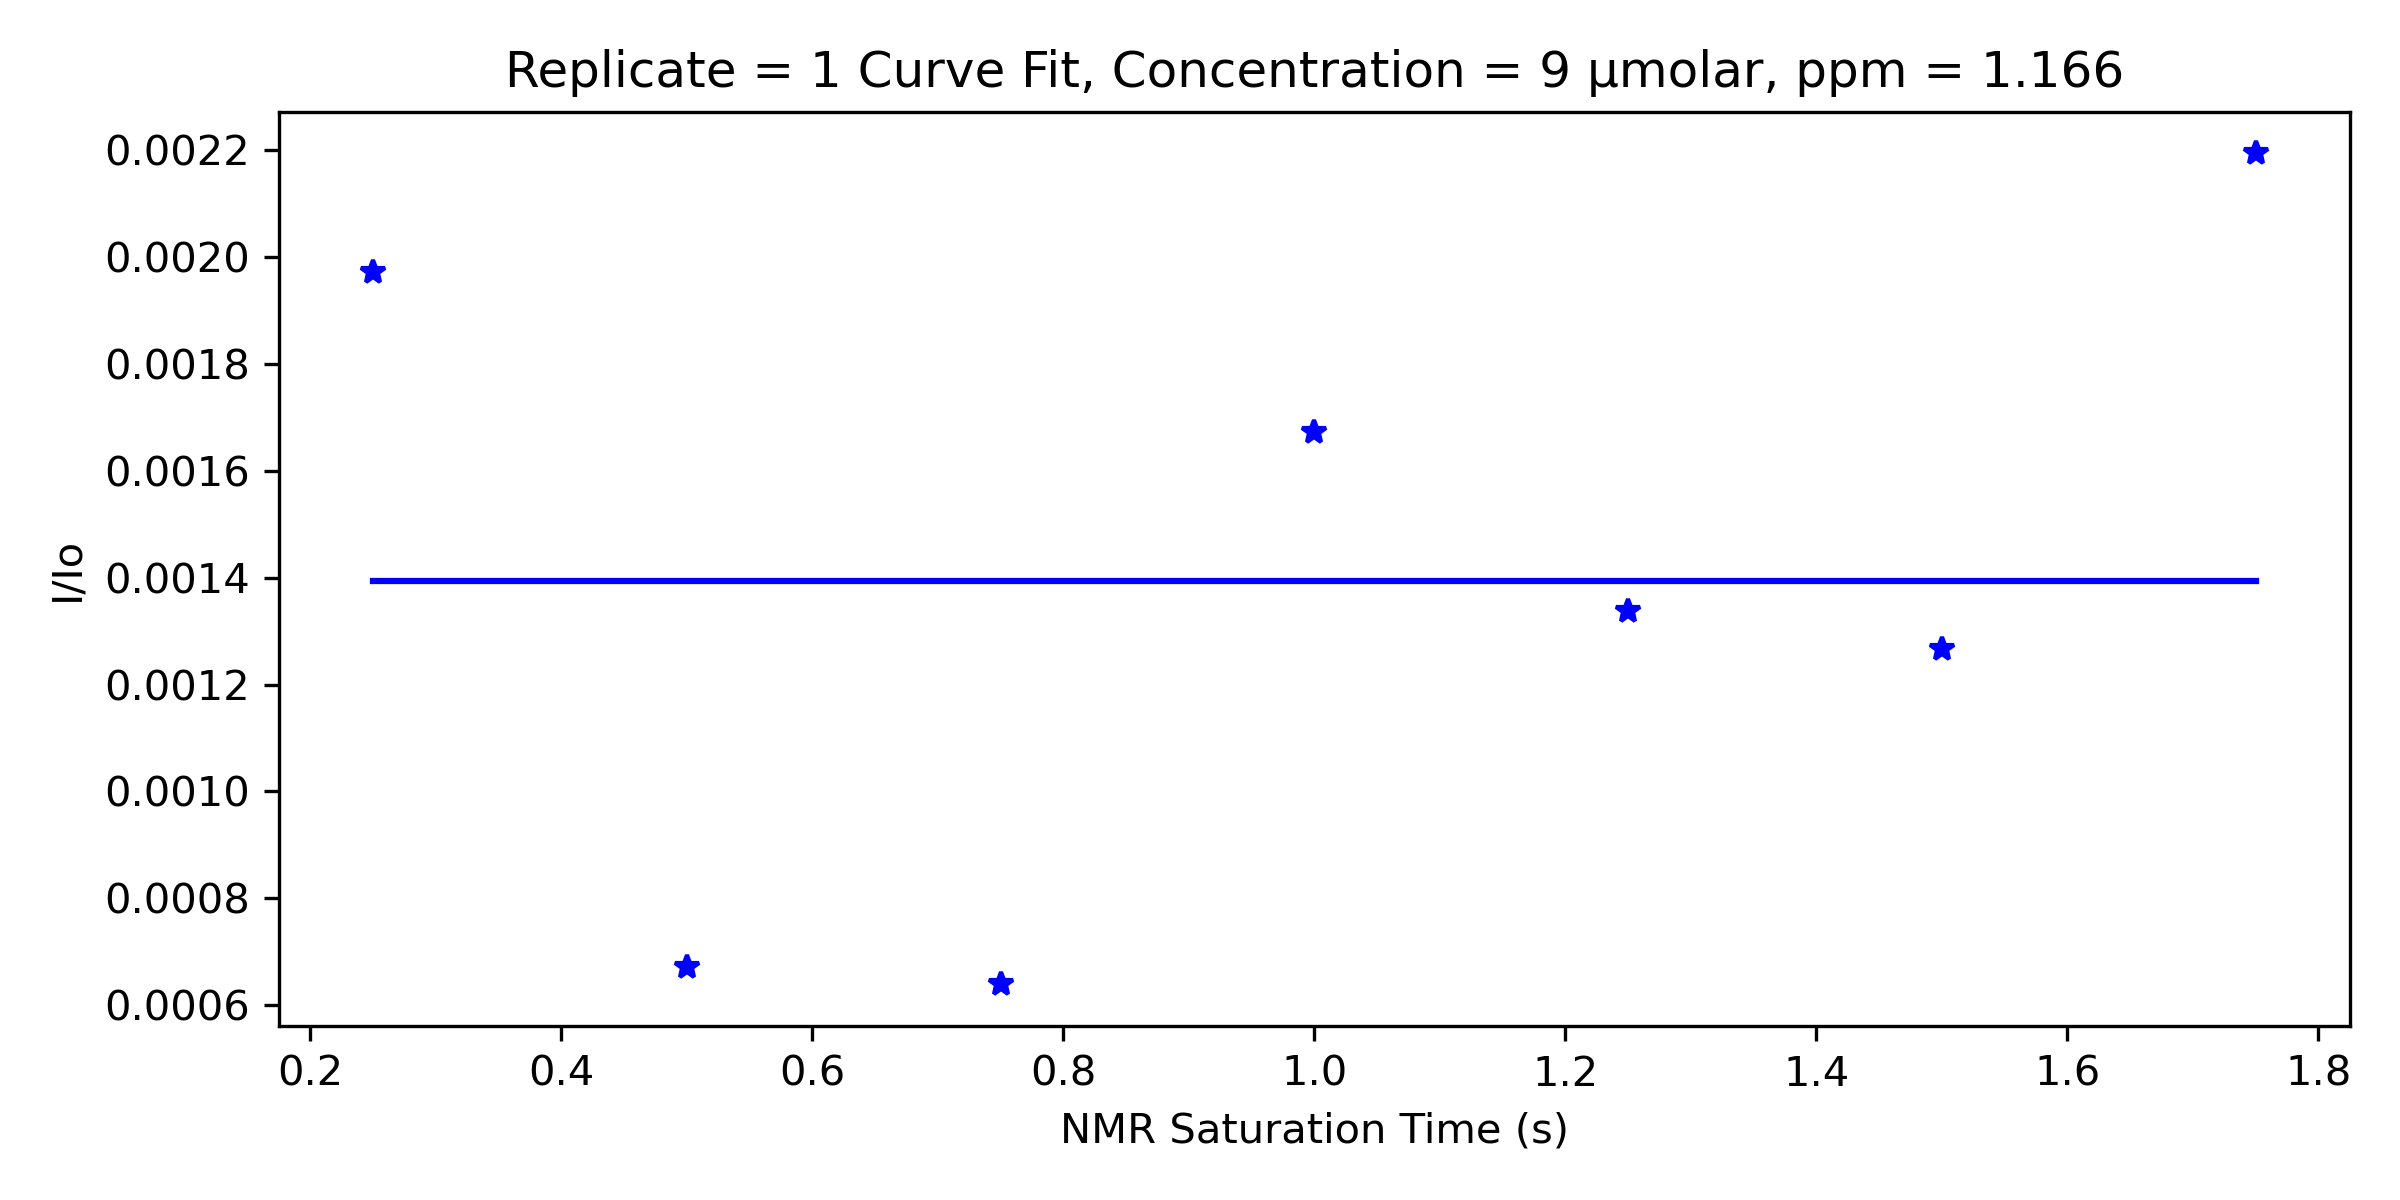 Replicate = 1 Curve Fit, Concentration = 9 µmolar, ppm = 1.166
0.0022
0.0020
0.0018
0.0016
0.0014
0.0012
0.0010
0.0008
0.0006
I/Io
0.2 0.4 0.6 0.8 1.0 1.2 1.4 1.6 1.8
NMR Saturation Time (s)